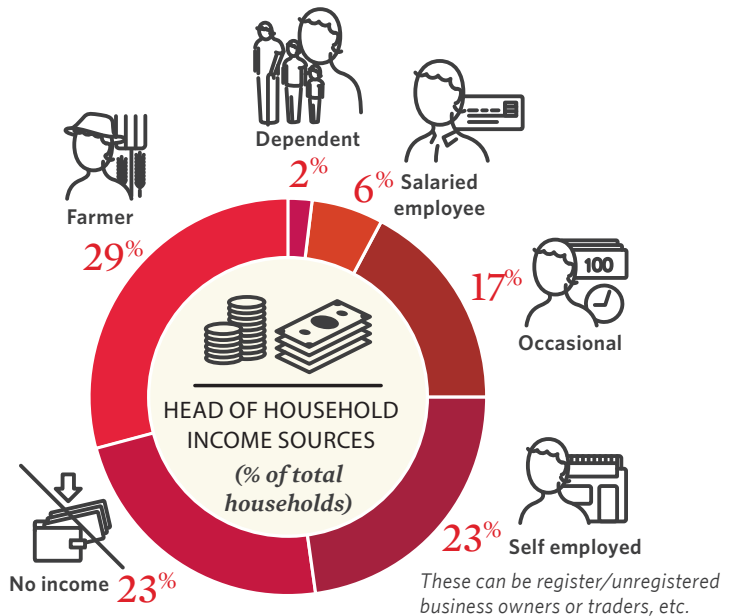 Dependent
2%
6%
Salaried
employee
Farmer
29%
17%
100
Occasional
HEAD OF HOUSEHOLD
INCOME SOURCES
(% of total
households)
No income
23%
23%
Self employed
These can be register/unregistered
business owners or traders, etc.